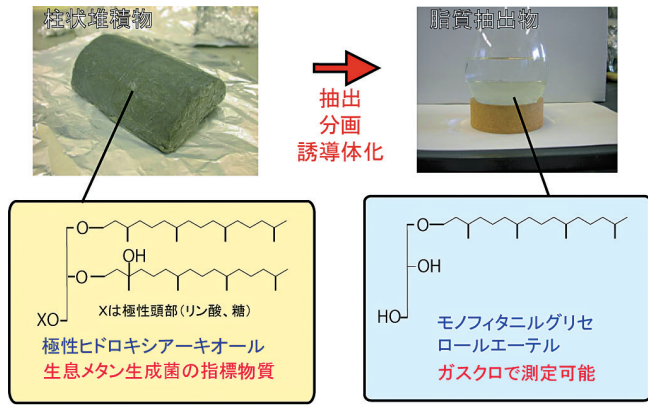 柱状堆積物
脂質抽出物
抽出
分画
誘導体化
O
OH
O
XO
Xは極性頭部(リン酸、糖)
極性ヒドロキシアーキオール
生息メタン生成菌の指標物質
O
OH
HO
モノフィタニルグリセ
ロールエーテル
ガスクロで測定可能